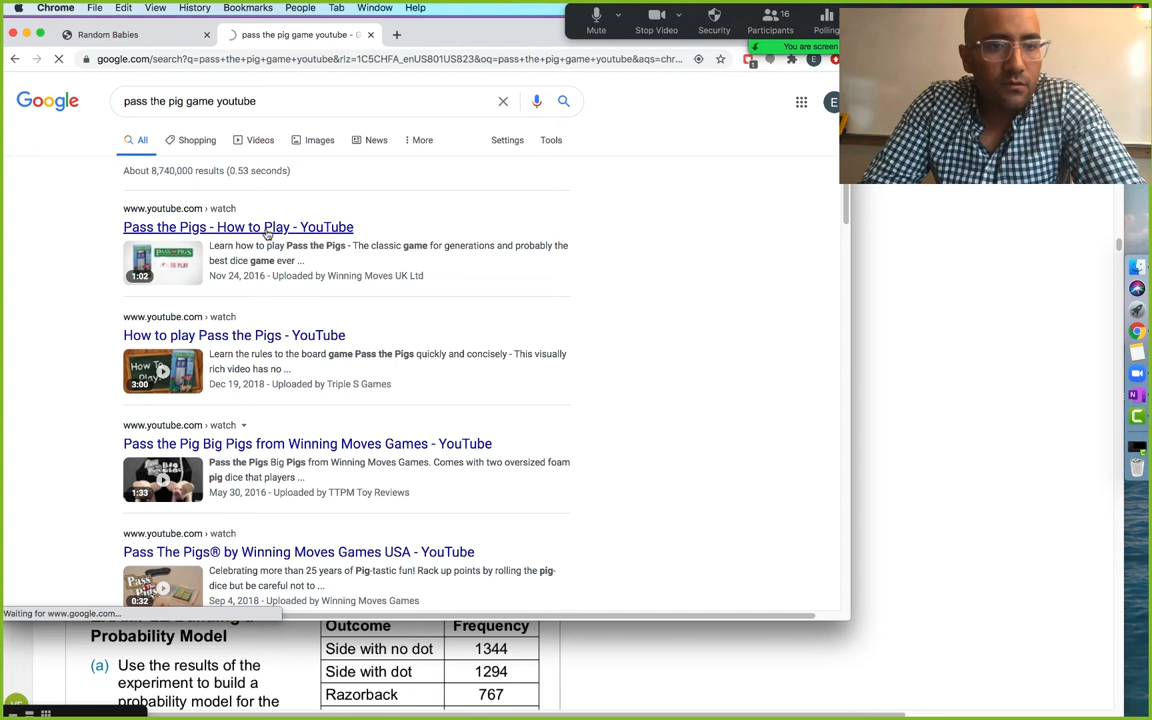 Chrome File Edit View History Bookmarks People Tab Window Help
Mute Stop Video Security 16 Participants Polling
You are screen
Random Babies
pass the pig game youtube - G
google.com/search?q=pass+the+pig+game+youtube&rlz=1C5CHFA_enUS801US823&oq=pass+the+pig+game+youtube&aqs=chr...
Google
pass the pig game youtube
E
All Shopping Videos Images News More Settings Tools
About 8,740,000 results (0.53 seconds)
www.youtube.com › watch
Pass the Pigs - How to Play - YouTube
Learn how to play Pass the Pigs - The classic game for generations and probably the
best dice game ever ...
1:02
Nov 24, 2016 - Uploaded by Winning Moves UK Ltd
www.youtube.com › watch
How to play Pass the Pigs - YouTube
Learn the rules to the board game Pass the Pigs quickly and concisely - This visually
rich video has no ...
How To
3:00
Dec 19, 2018 - Uploaded by Triple S Games
www.youtube.com › watch
Pass the Pig Big Pigs from Winning Moves Games - YouTube
Pass the Pigs Big Pigs from Winning Moves Games. Comes with two oversized foam
pig dice that players ...
1:33
May 30, 2016 - Uploaded by TTPM Toy Reviews
www.youtube.com › watch
Pass The Pigs® by Winning Moves Games USA - YouTube
Celebrating more than 25 years of Pig-tastic fun! Rack up points by rolling the pig-
dice but be careful not to ...
0:32
Sep 4, 2018 - Uploaded by Winning Moves Games
Waiting for www.google.com...
Probability Model
(a) Use the results of the
experiment to build a
probability model for the
Outcome Frequency
Side with no dot 1344
Side with dot 1294
Razorback 767